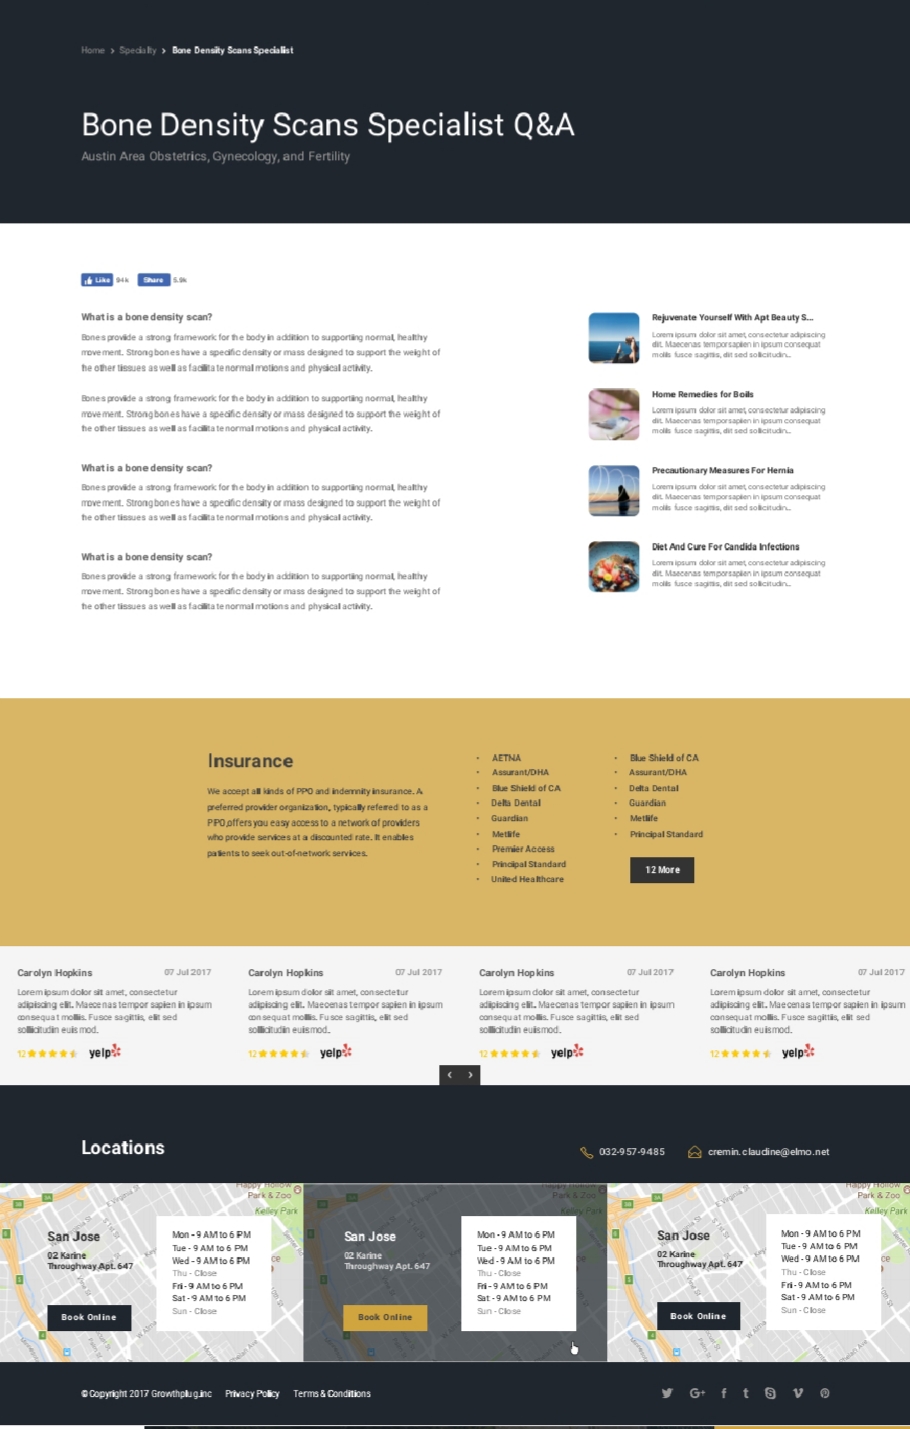 Home > Specialty > Bone Density Scans Specialist
Bone Density Scans Specialist Q&A
Austin Area Obstetrics, Gynecology, and Fertility
Like 94k Share 5.9k
What is a bone density scan?
Bones provide a strong framework for the body in addition to supporting normal, healthy
movement. Strong bones have a specific density or mass designed to support the weight of
the other tissues as well as facilitate normal motions and physical activity.
Bones provide a strong framework for the body in addition to supporting normal, healthy
movement. Strong bones have a specific density or mass designed to support the weight of
the other tissues as well as facilitate normal motions and physical activity.
What is a bone density scan?
Bones provide a strong framework for the body in addition to supporting normal, healthy
movement. Strong bones have a specific density or mass designed to support the weight of
the other tissues as well as facilitate normal motions and physical activity.
What is a bone density scan?
Bones provide a strong framework for the body in addition to supporting normal, healthy
movement. Strong bones have a specific density or mass designed to support the weight of
the other tissues as well as facilitate normal motions and physical activity.
Rejuvenate Yourself With Apt Beauty S...
Lorem ipsum dolor sit amet, consectetur adipiscing
elit. Maecenas tempor sapien in ipsum consequat
mollis fusce sagittis, elit sed sollicitudin...
Home Remedies for Boils
Lorem ipsum dolor sit amet, consectetur adipiscing
elit. Maecenas tempor sapien in ipsum consequat
mollis fusce sagittis, elit sed sollicitudin...
Precautionary Measures For Hernia
Lorem ipsum dolor sit amet, consectetur adipiscing
elit. Maecenas tempor sapien in ipsum consequat
mollis fusce sagittis, elit sed sollicitudin...
Diet And Cure For Candida Infections
Lorem ipsum dolor sit amet, consectetur adipiscing
elit. Maecenas tempor sapien in ipsum consequat
mollis fusce sagittis, elit sed sollicitudin...
Insurance
We accept all kinds of PPO and indemnity insurance. A
preferred provider organization, typically referred to as a
PPO,offers you easy access to a network of providers
who provide services at a discounted rate. It enables
patients to seek out-of-network services.
• AETNA
• Assurant/DHA
• Blue Shield of CA
• Delta Dental
• Guardian
• Metlife
• Premier Access
• Principal Standard
• United Healthcare
• Blue Shield of CA
• Assurant/DHA
• Delta Dental
• Guardian
• Metlife
• Principal Standard
12 More
Carolyn Hopkins 07 Jul 2017
Lorem ipsum dolor sit amet, consectetur
adipiscing elit. Maecenas tempor sapien in ipsum
consequat mollis. Fusce sagittis, elit sed
sollicitudin euismod.
12 yelp
Carolyn Hopkins 07 Jul 2017
Lorem ipsum dolor sit amet, consectetur
adipiscing elit. Maecenas tempor sapien in ipsum
consequat mollis. Fusce sagittis, elit sed
sollicitudin euismod.
12 yelp
Carolyn Hopkins 07 Jul 2017
Lorem ipsum dolor sit amet, consectetur
adipiscing elit. Maecenas tempor sapien in ipsum
consequat mollis. Fusce sagittis, elit sed
sollicitudin euismod.
12 yelp
Carolyn Hopkins 07 Jul 2017
Lorem ipsum dolor sit amet, consectetur
adipiscing elit. Maecenas tempor sapien in ipsum
consequat mollis. Fusce sagittis, elit sed
sollicitudin euismod.
12 yelp
Locations
032-957-9485 cremin.claudine@elmo.net
Happy Hollow
Park & Zoo
Kelley Park
San Jose
02 Karine
Throughway Apt. 647
Book Online
Mon - 9 AM to 6 PM
Tue - 9 AM to 6 PM
Wed - 9 AM to 6 PM
Thu - Close
Fri - 9 AM to 6 PM
Sat - 9 AM to 6 PM
Sun - Close
Happy Hollow
Park & Zoo
Kelley Park
San Jose
02 Karine
Throughway Apt. 647
Book Online
Mon - 9 AM to 6 PM
Tue - 9 AM to 6 PM
Wed - 9 AM to 6 PM
Thu - Close
Fri - 9 AM to 6 PM
Sat - 9 AM to 6 PM
Sun - Close
Happy Hollow
Park & Zoo
Kelley Park
San Jose
02 Karine
Throughway Apt. 647
Book Online
Mon - 9 AM to 6 PM
Tue - 9 AM to 6 PM
Wed - 9 AM to 6 PM
Thu - Close
Fri - 9 AM to 6 PM
Sat - 9 AM to 6 PM
Sun - Close
© Copyright 2017 Growthplug.inc Privacy Policy Terms & Conditions